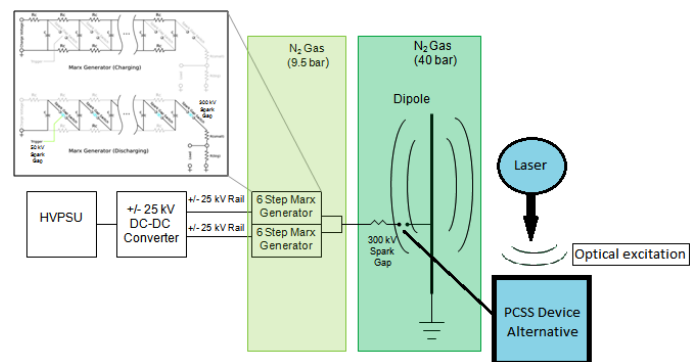 Marx Generator (Charging)
300 kV
Spark
Gap
Trigger
50 kV
Spark
Gap
Marx Generator (Discharging)
N2 Gas
(9.5 bar)
N2 Gas
(40 bar)
Dipole
Laser
Optical excitation
HVPSU
+/- 25 kV
DC-DC
Converter
+/- 25 kV Rail
+/- 25 kV Rail
6 Step Marx
Generator
6 Step Marx
Generator
300 kV
Spark
Gap
PCSS Device
Alternative